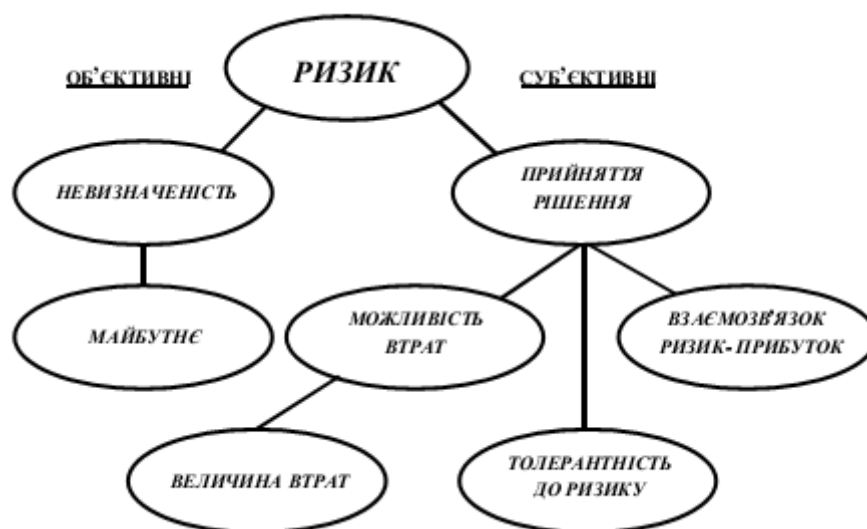 ОБ’ЄКТИВНІ
РИЗИК
СУБ’ЄКТИВНІ
НЕВИЗНАЧЕНІСТЬ
ПРИЙНЯТТЯ
РІШЕННЯ
МАЙБУТНЄ
МОЖЛИВІСТЬ
ВТРАТ
ВЗАЄМОЗВ’ЯЗОК
РИЗИК- ПРИБУТОК
ВЕЛИЧИНА ВТРАТ
ТОЛЕРАНТНІСТЬ
ДО РИЗИКУ